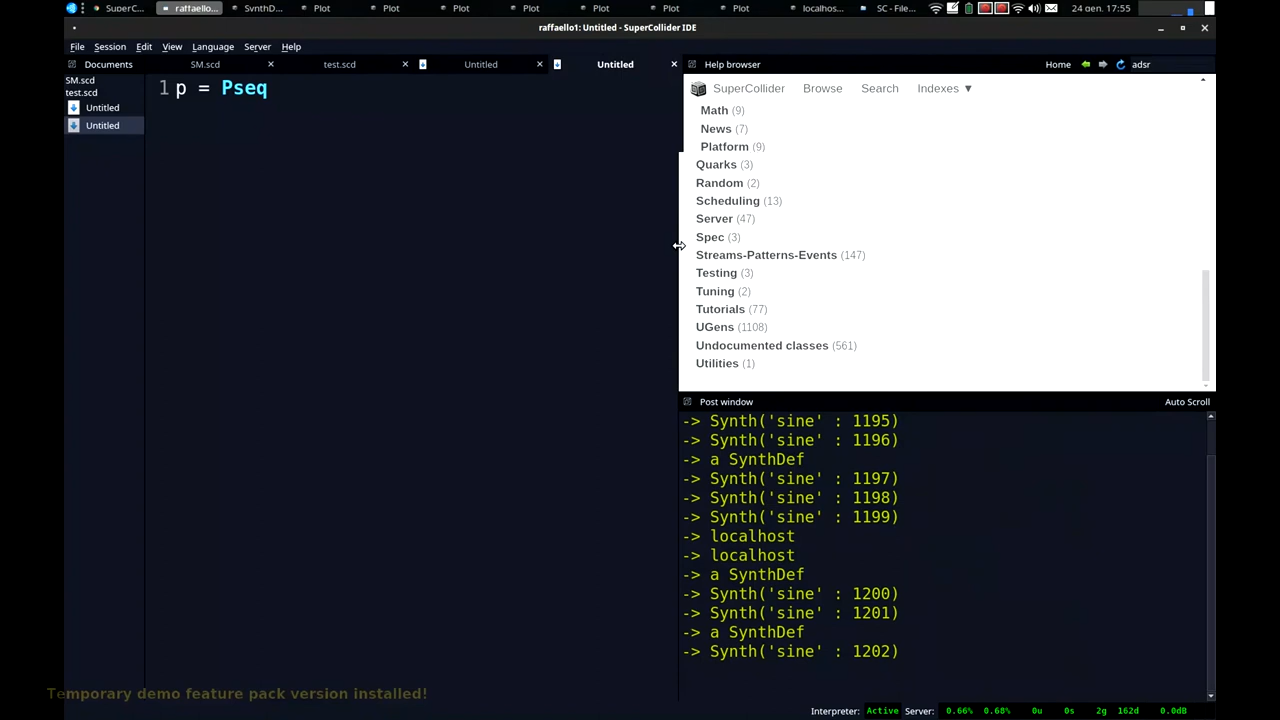 SuperC...
raffaello...
SynthD...
Plot
Plot
Plot
Plot
Plot
Plot
Plot
localhos...
SC - File...
24 gen. 17:55
raffaello1: Untitled - SuperCollider IDE
File Session Edit View Language Server Help
Documents
SM.scd
test.scd
Untitled
Untitled
Help browser
Home
adsr
SM.scd
test.scd
Untitled
Untitled
1 p = Pseq
SuperCollider Browse Search Indexes ▼
Math (9)
News (7)
Platform (9)
Quarks (3)
Random (2)
Scheduling (13)
Server (47)
Spec (3)
Streams-Patterns-Events (147)
Testing (3)
Tuning (2)
Tutorials (77)
UGens (1108)
Undocumented classes (561)
Utilities (1)
Post window
Auto Scroll
-> Synth('sine' : 1195)
-> Synth('sine' : 1196)
-> a SynthDef
-> Synth('sine' : 1197)
-> Synth('sine' : 1198)
-> Synth('sine' : 1199)
-> localhost
-> localhost
-> a SynthDef
-> Synth('sine' : 1200)
-> Synth('sine' : 1201)
-> a SynthDef
-> Synth('sine' : 1202)
Temporary demo feature pack version installed!
Interpreter: Active Server: 0.66% 0.68% 0u 0s 2g 162d 0.0dB